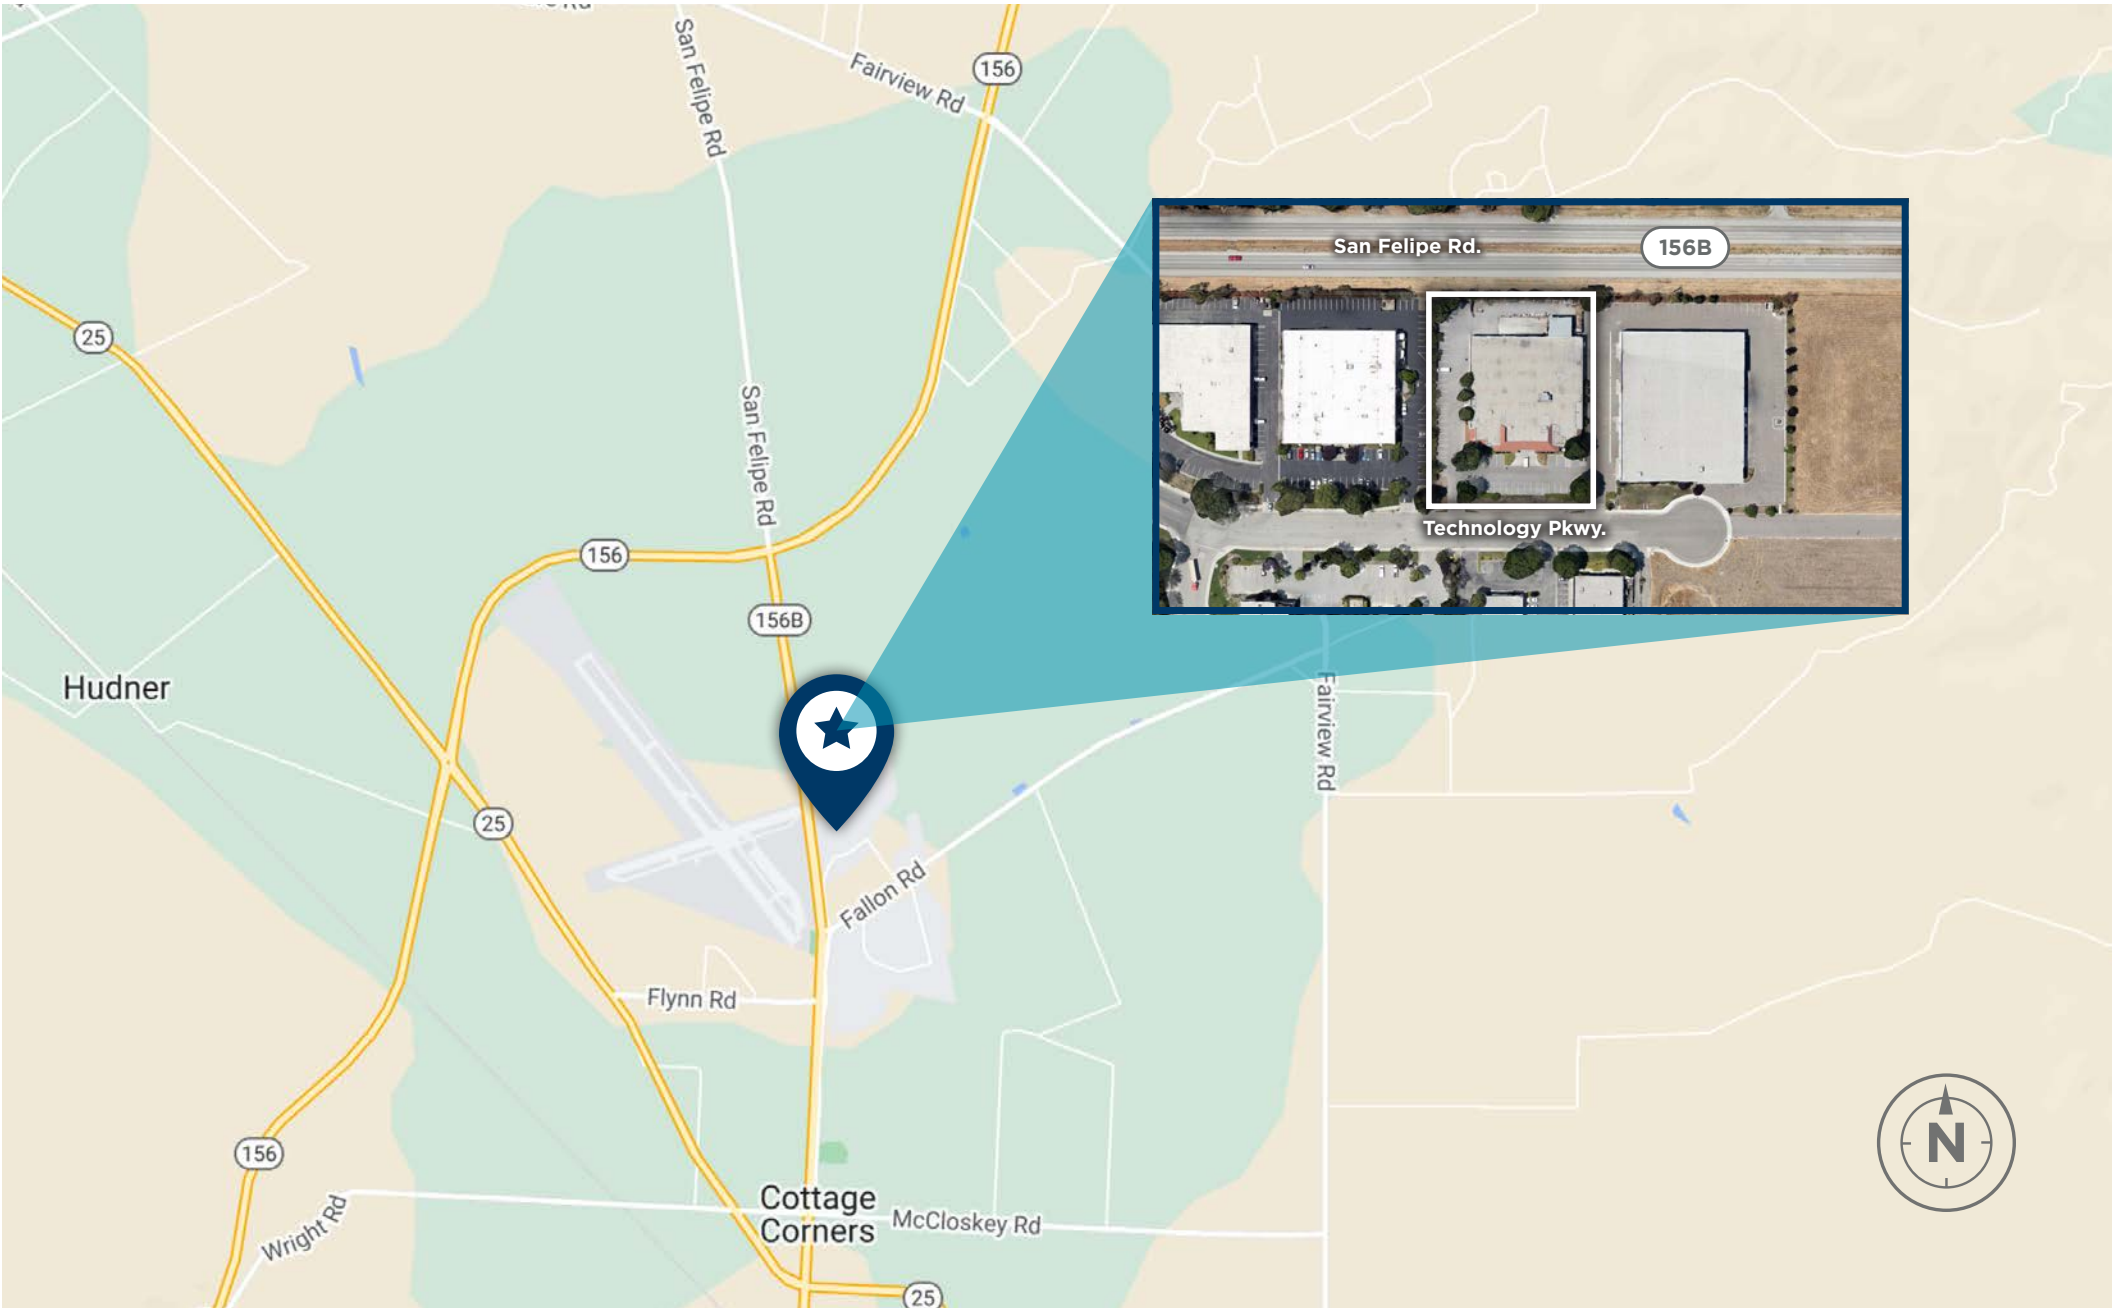 San Felipe Rd
Fairview Rd
156
San Felipe Rd.
156B
25
San Felipe Rd
Technology Pkwy.
156
156B
Hudner
Fairview Rd
25
Fallon Rd
Flynn Rd
N
156
Cottage
Corners
McCloskey Rd
Wright Rd
25